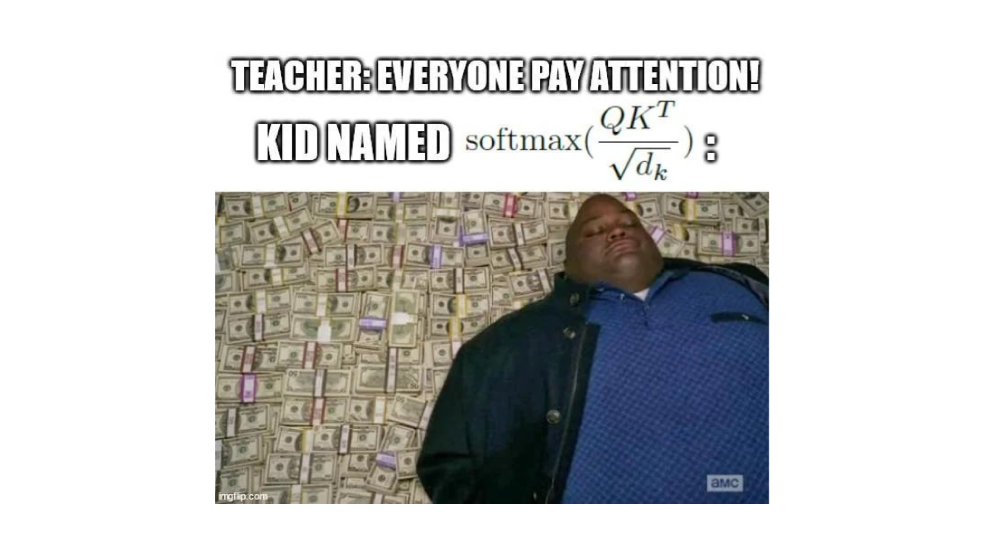 TEACHER: EVERYONE PAY ATTENTION!
KID NAMED softmax(QK^T/√d_k) :
amc
imgflip.com